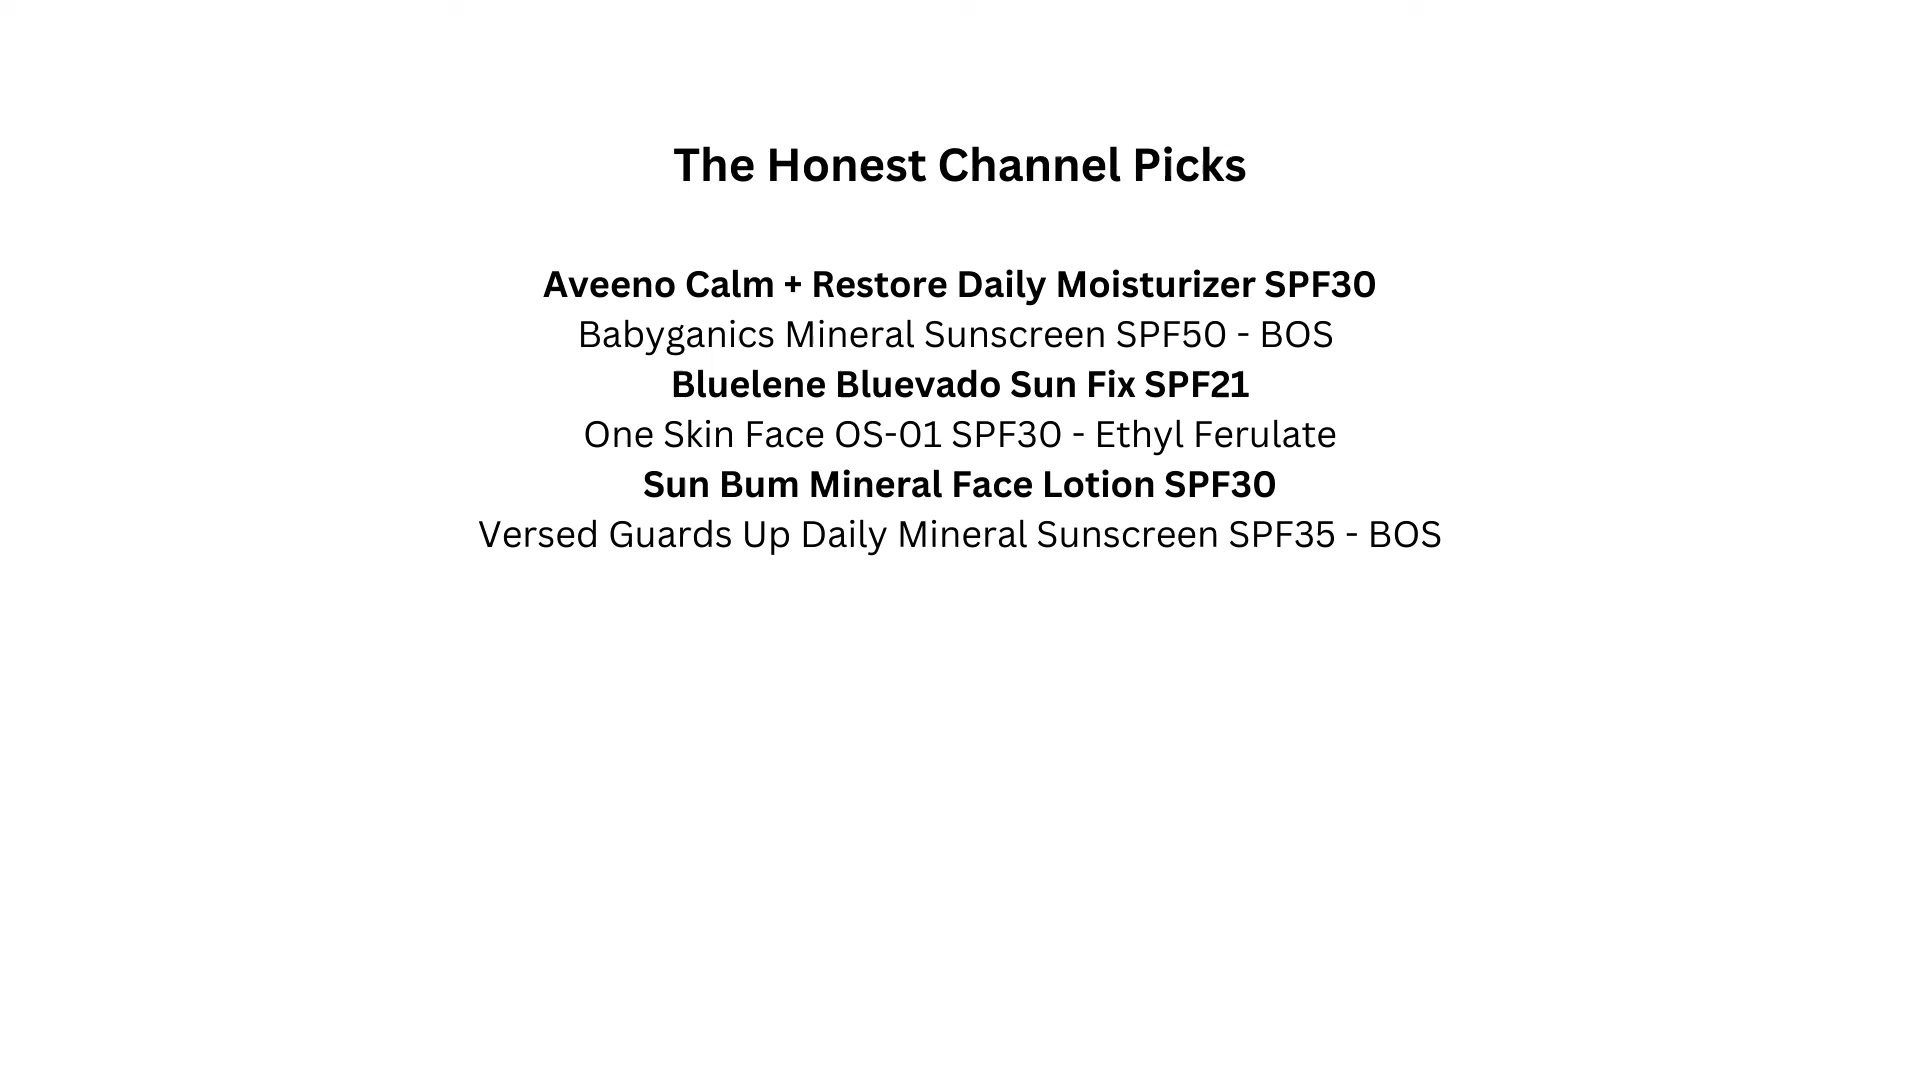 The Honest Channel Picks
Aveeno Calm + Restore Daily Moisturizer SPF30
Babyganics Mineral Sunscreen SPF50 - BOS
Bluelene Bluevado Sun Fix SPF21
One Skin Face OS-01 SPF30 - Ethyl Ferulate
Sun Bum Mineral Face Lotion SPF30
Versed Guards Up Daily Mineral Sunscreen SPF35 - BOS